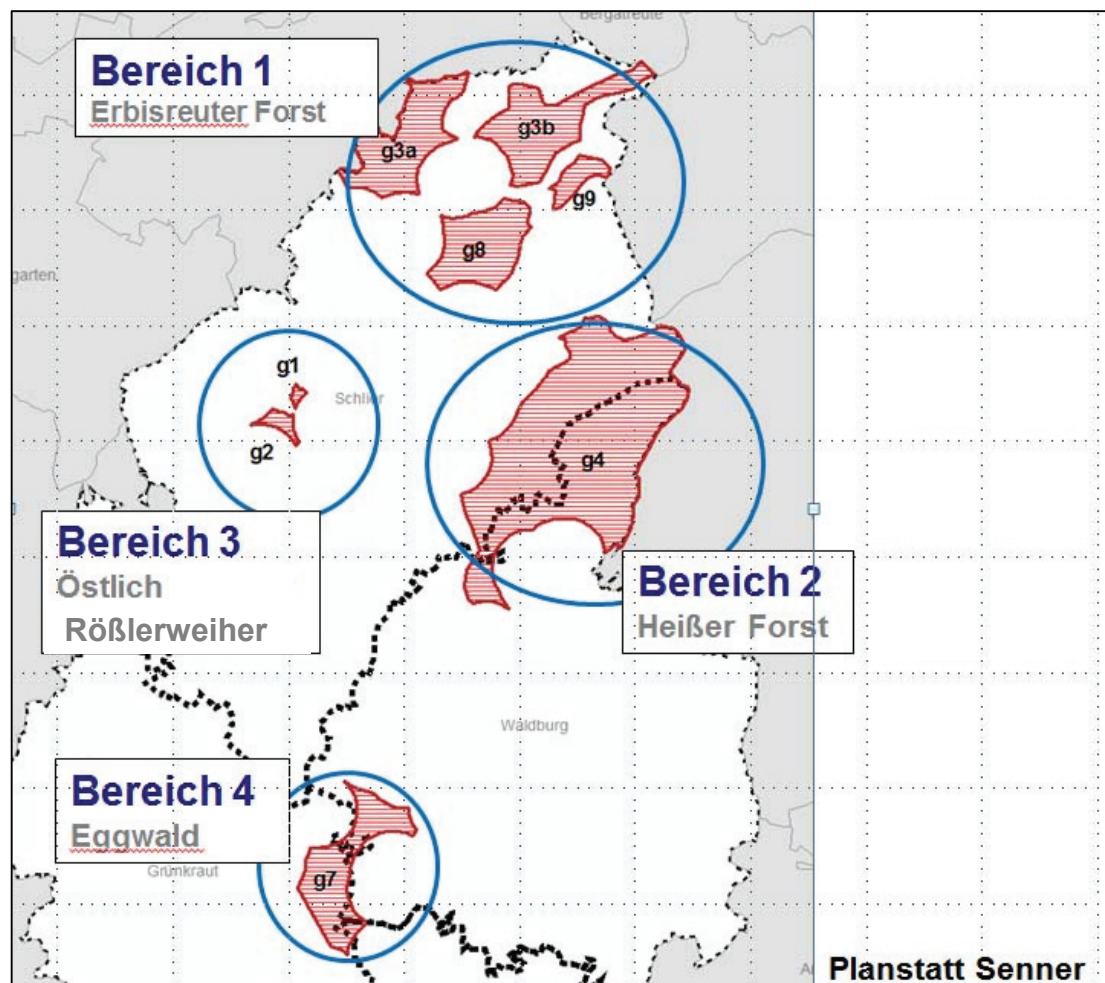 Bergatreute
Bereich 1
Erbisreuter Forst
g3a
g3b
g9
g8
garten
g1
Schlier
g2
g4
Bereich 3
Östlich
Rößlerweiher
Bereich 2
Heißer Forst
Waldburg
Bereich 4
Eggwald
Grünkraut
g7
Planstatt Senner